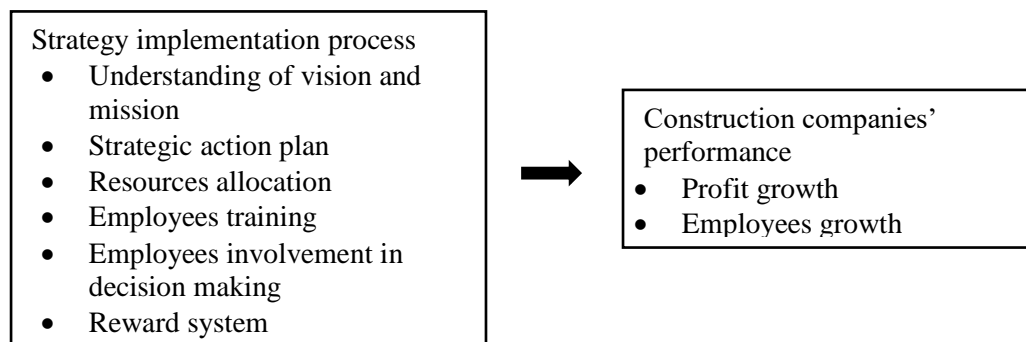 Strategy implementation process
• Understanding of vision and
mission
• Strategic action plan
• Resources allocation
• Employees training
• Employees involvement in
decision making
• Reward system
Construction companies’
performance
• Profit growth
• Employees growth